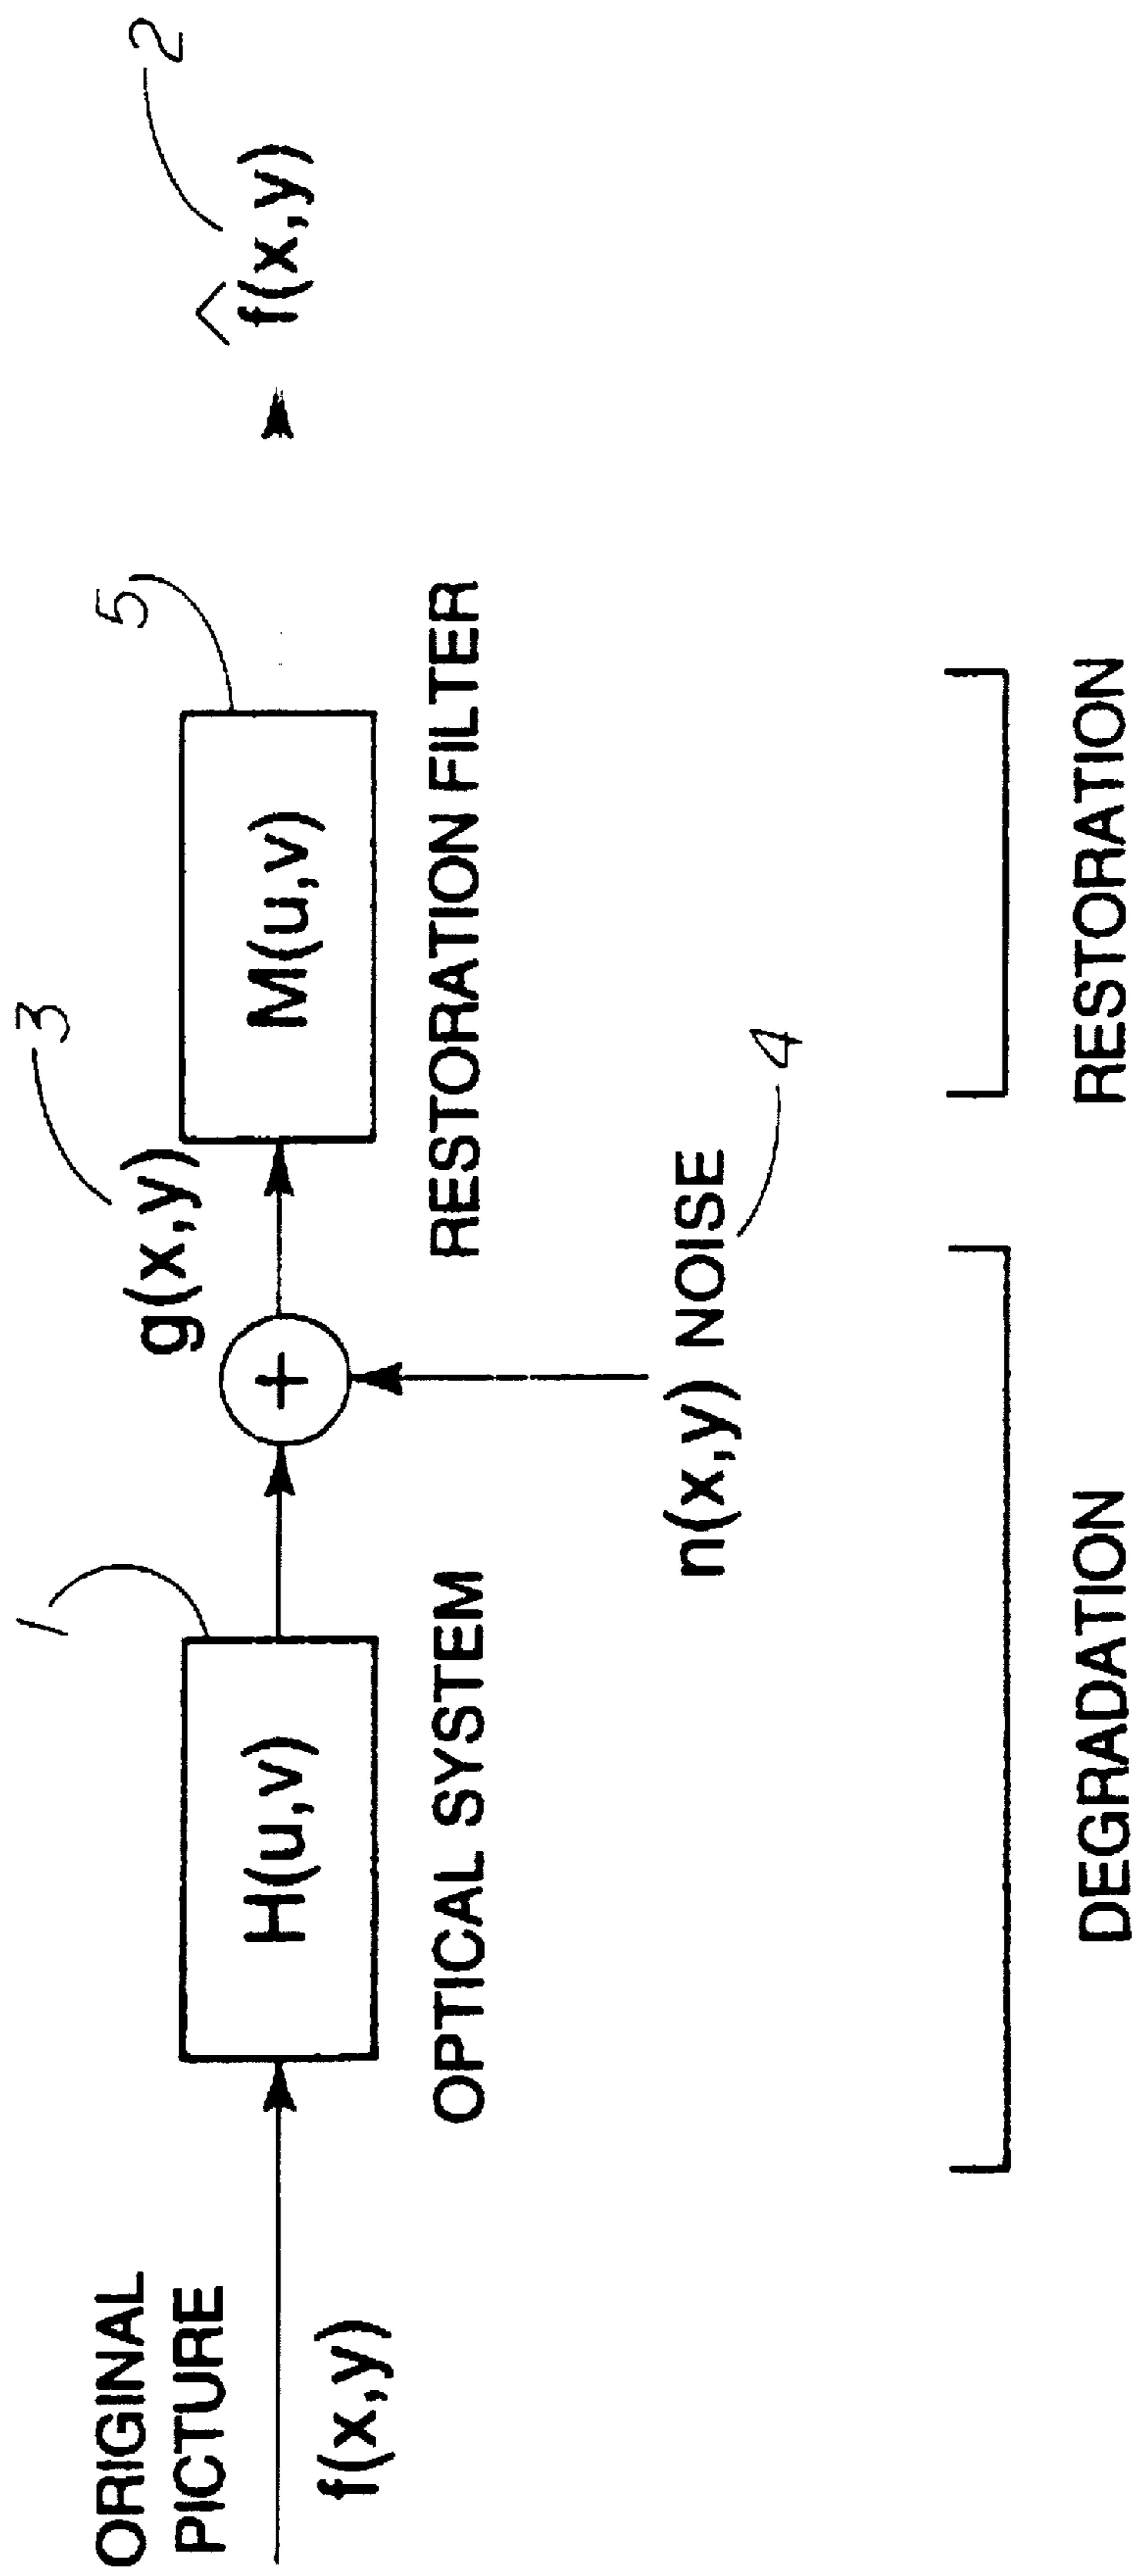 ORIGINAL
PICTURE
f(x,y)
1
H(u,v)
OPTICAL SYSTEM
+
3
g(x,y)
n(x,y) NOISE
4
5
M(u,v)
RESTORATION FILTER
2
f̂(x,y)
DEGRADATION
RESTORATION